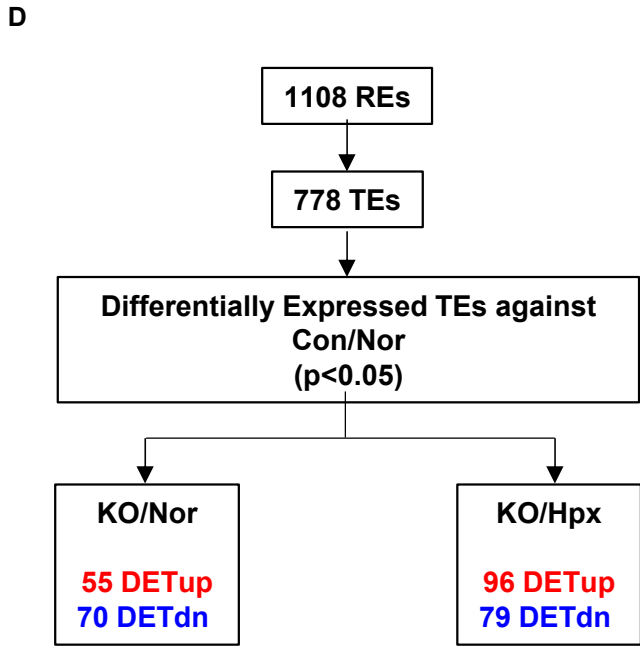 D
1108 REs
778 TEs
Differentially Expressed TEs against
Con/Nor
(p<0.05)
KO/Nor
55 DETup
70 DETdn
KO/Hpx
96 DETup
79 DETdn